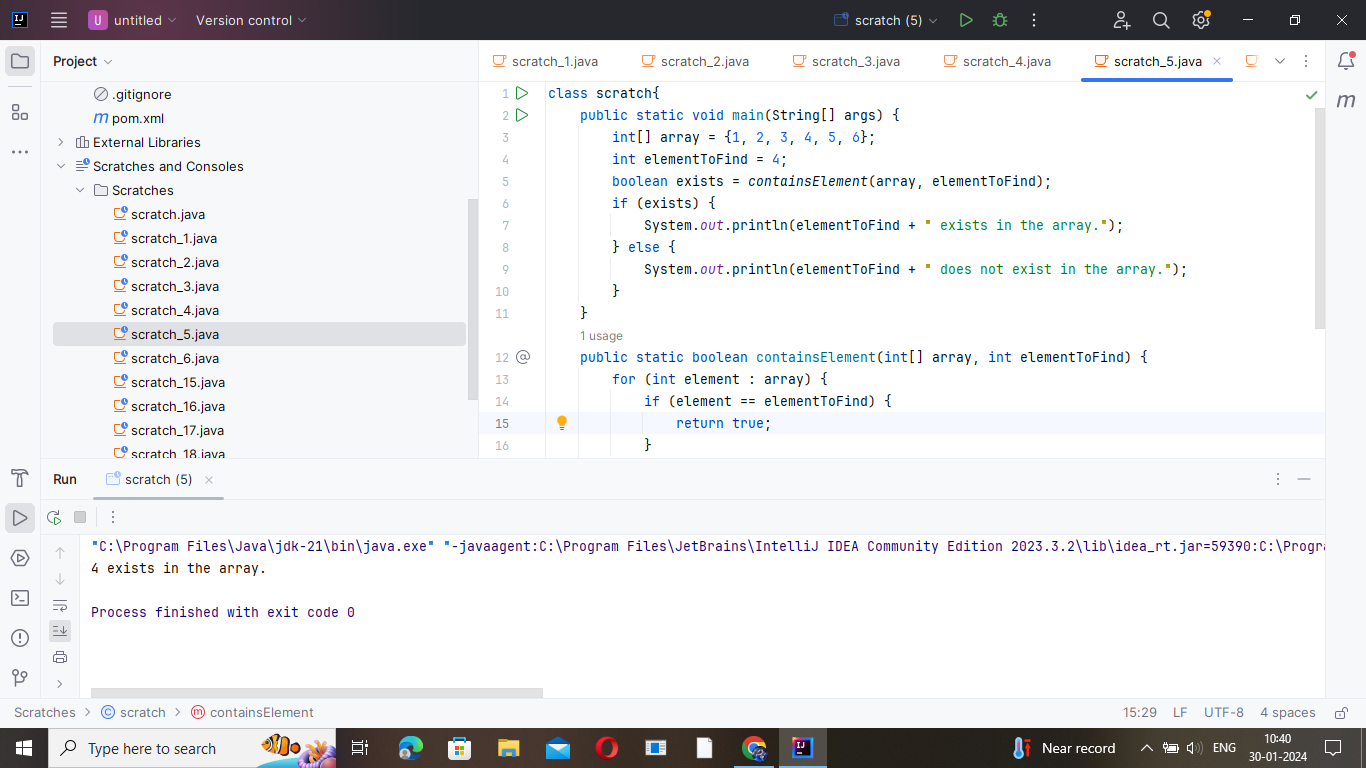 U untitled Version control scratch (5)
Project
.gitignore
pom.xml
External Libraries
Scratches and Consoles
Scratches
scratch.java
scratch_1.java
scratch_2.java
scratch_3.java
scratch_4.java
scratch_5.java
scratch_6.java
scratch_15.java
scratch_16.java
scratch_17.java
scratch_18.java
scratch_1.java scratch_2.java scratch_3.java scratch_4.java scratch_5.java
1 class scratch{
2 public static void main(String[] args) {
3 int[] array = {1, 2, 3, 4, 5, 6};
4 int elementToFind = 4;
5 boolean exists = containsElement(array, elementToFind);
6 if (exists) {
7 System.out.println(elementToFind + " exists in the array.");
8 } else {
9 System.out.println(elementToFind + " does not exist in the array.");
10 }
11 }
1 usage
12 @ public static boolean containsElement(int[] array, int elementToFind) {
13 for (int element : array) {
14 if (element == elementToFind) {
15 return true;
16 }
m
Run scratch (5)
"C:\Program Files\Java\jdk-21\bin\java.exe" "-javaagent:C:\Program Files\JetBrains\IntelliJ IDEA Community Edition 2023.3.2\lib\idea_rt.jar=59390:C:\Progra
4 exists in the array.
Process finished with exit code 0
Scratches > scratch > containsElement 15:29 LF UTF-8 4 spaces
Type here to search Near record ENG 10:40
30-01-2024